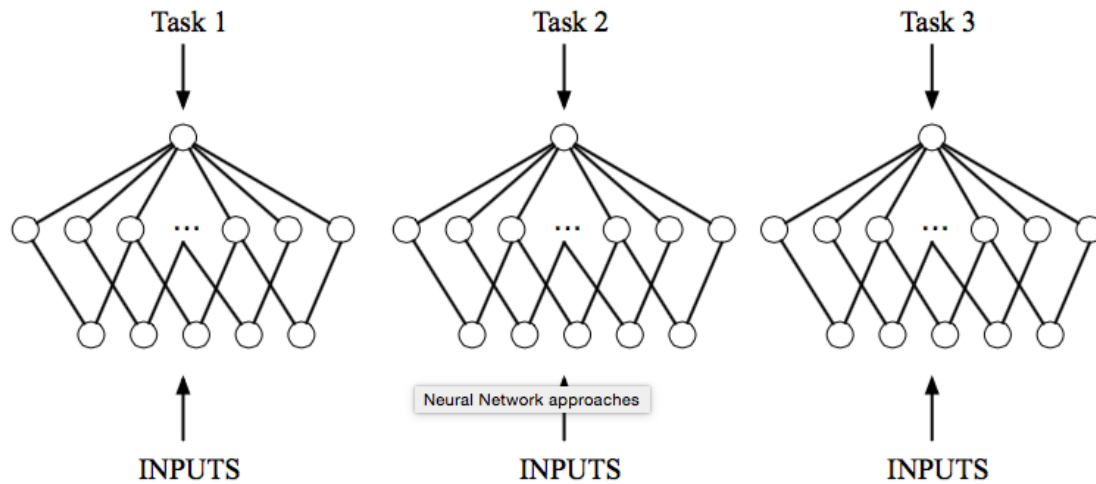 Task 1
Task 2
Task 3
...
...
...
Neural Network approaches
INPUTS
INPUTS
INPUTS